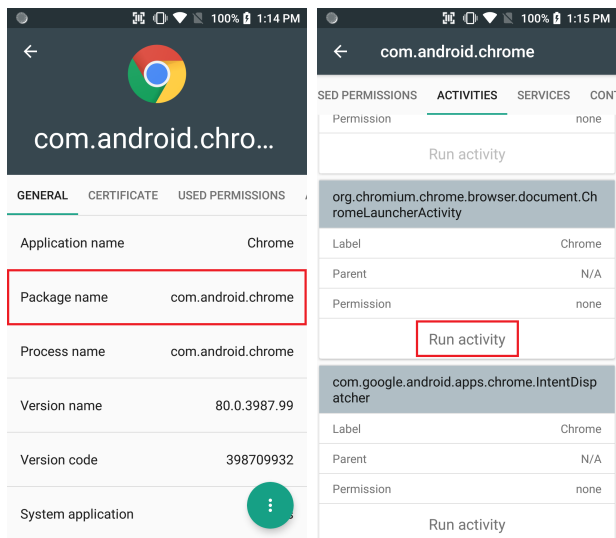 100% 1:14 PM
com.android.chro...
GENERAL CERTIFICATE USED PERMISSIONS
Application name Chrome
Package name com.android.chrome
Process name com.android.chrome
Version name 80.0.3987.99
Version code 398709932
System application
100% 1:15 PM
com.android.chrome
SED PERMISSIONS ACTIVITIES SERVICES CON
Permission none
Run activity
org.chromium.chrome.browser.document.Ch
romeLauncherActivity
Label Chrome
Parent N/A
Permission none
Run activity
com.google.android.apps.chrome.IntentDisp
atcher
Label Chrome
Parent N/A
Permission none
Run activity